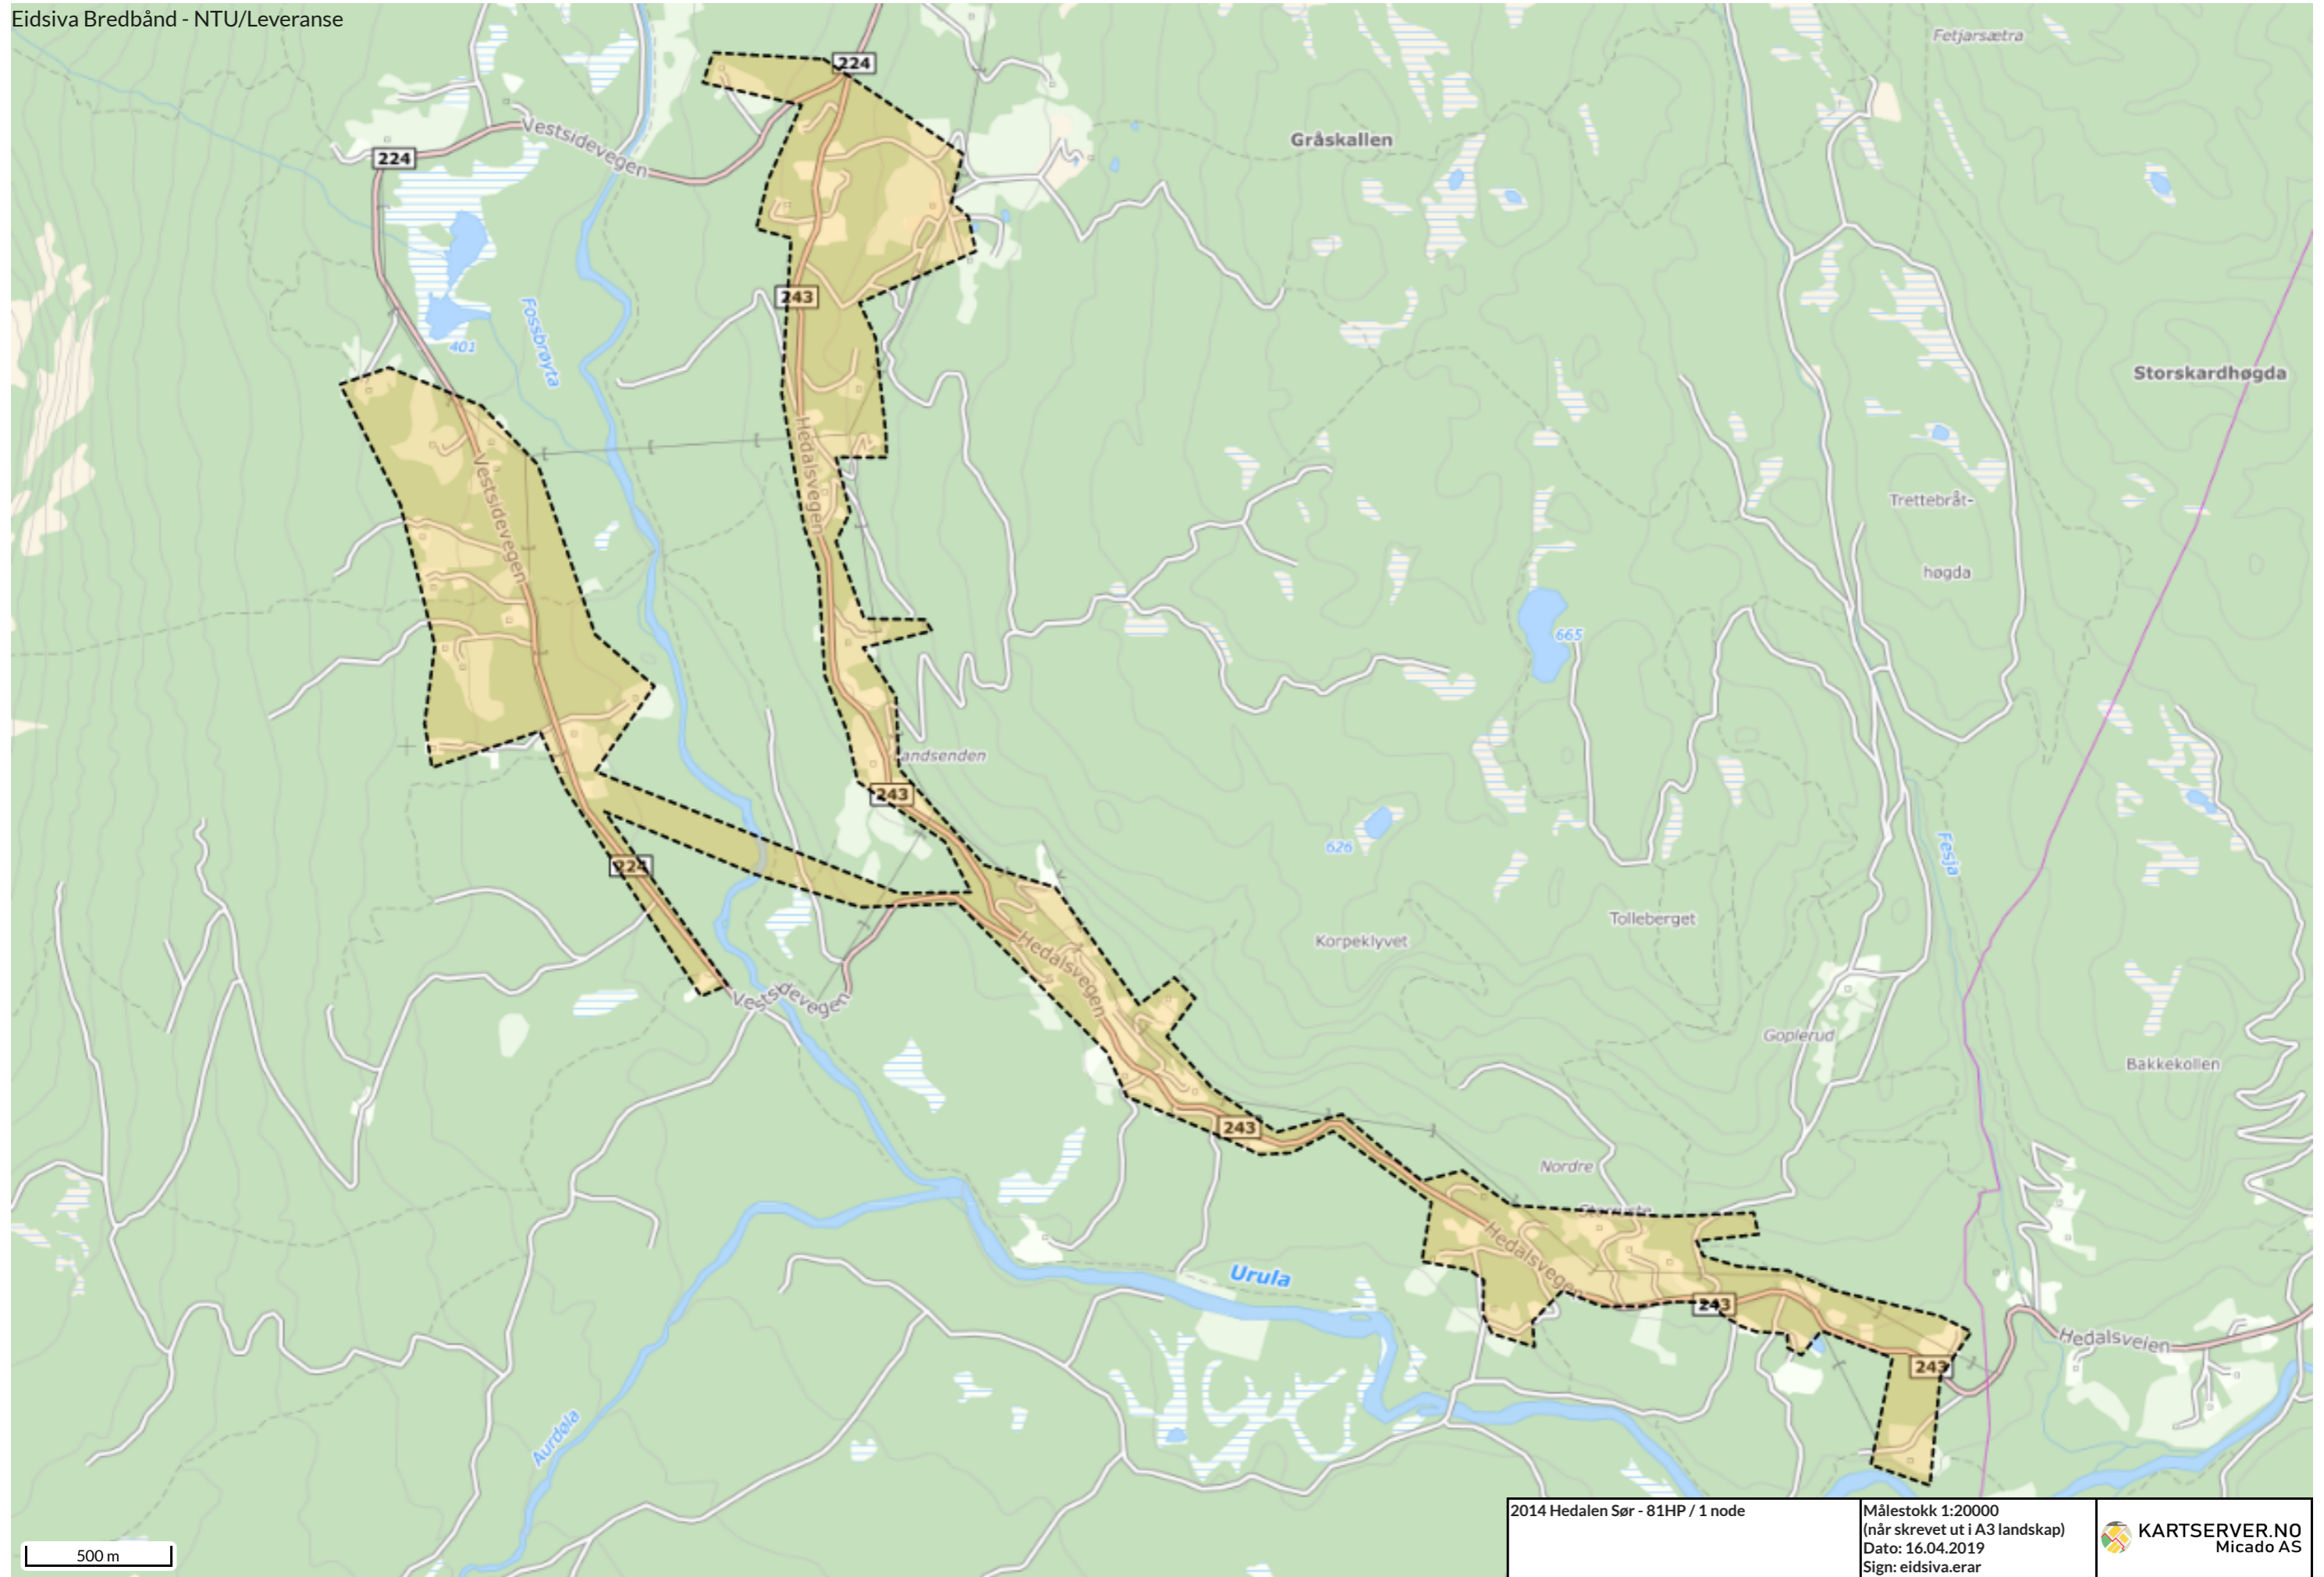 Eidsiva Bredbånd - NTU/Leveranse
Fetjarsætra
224
Vestsidevegen
Gråskallen
224
243
Fossbrøyta
401
Storskardhøgda
Hedalsvegen
Vestsidevegen
Trettebråt-
høgda
665
Landsenden
243
626
Fesja
224
Tolleberget
Korpeklyvet
Hedalsvegen
Vestsidevegen
Goplerud
Bakkekollen
243
Nordre
Urula
Hedalsvegen
243
Hedalsveien
243
Aurdøla
500 m
2014 Hedalen Sør - 81HP / 1 node
Målestokk 1:20000
(når skrevet ut i A3 landskap)
Dato: 16.04.2019
Sign: eidsiva.erar
KARTSERVER.NO
Micado AS